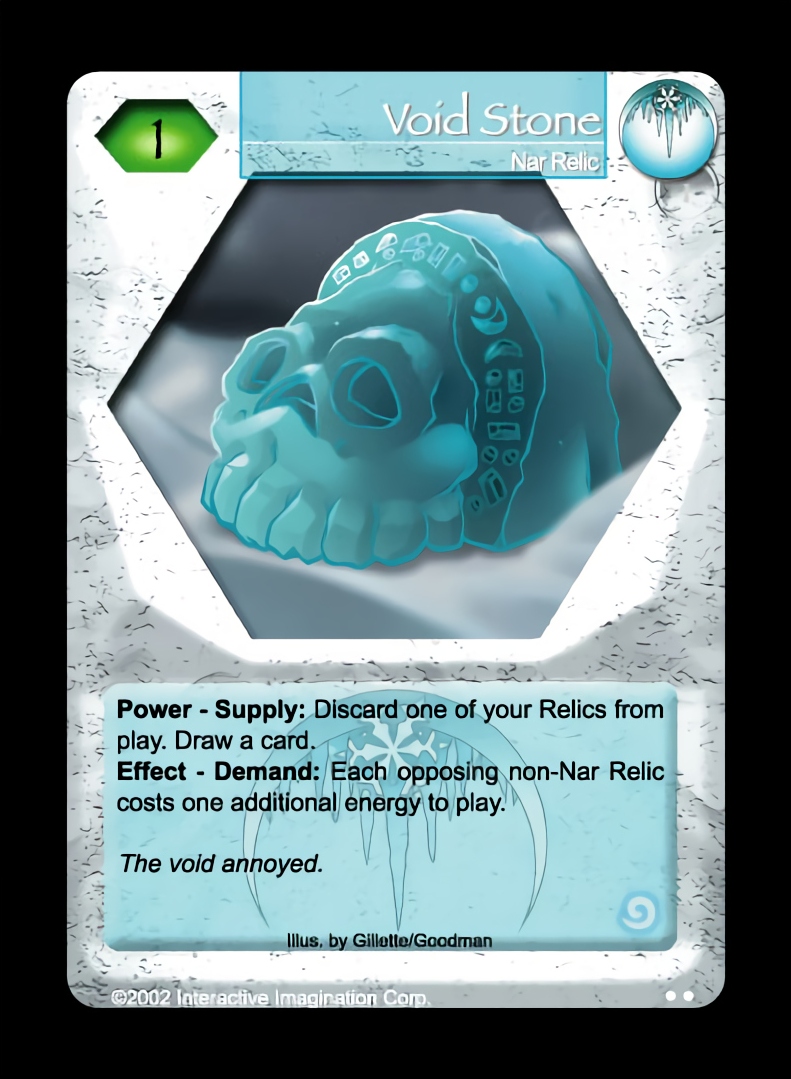 1
Void Stone
Nar Relic
Power - Supply: Discard one of your Relics from
play. Draw a card.
Effect - Demand: Each opposing non-Nar Relic
costs one additional energy to play.
The void annoyed.
Illus. by Gillette/Goodman
©2002 Interactive Imagination Corp.